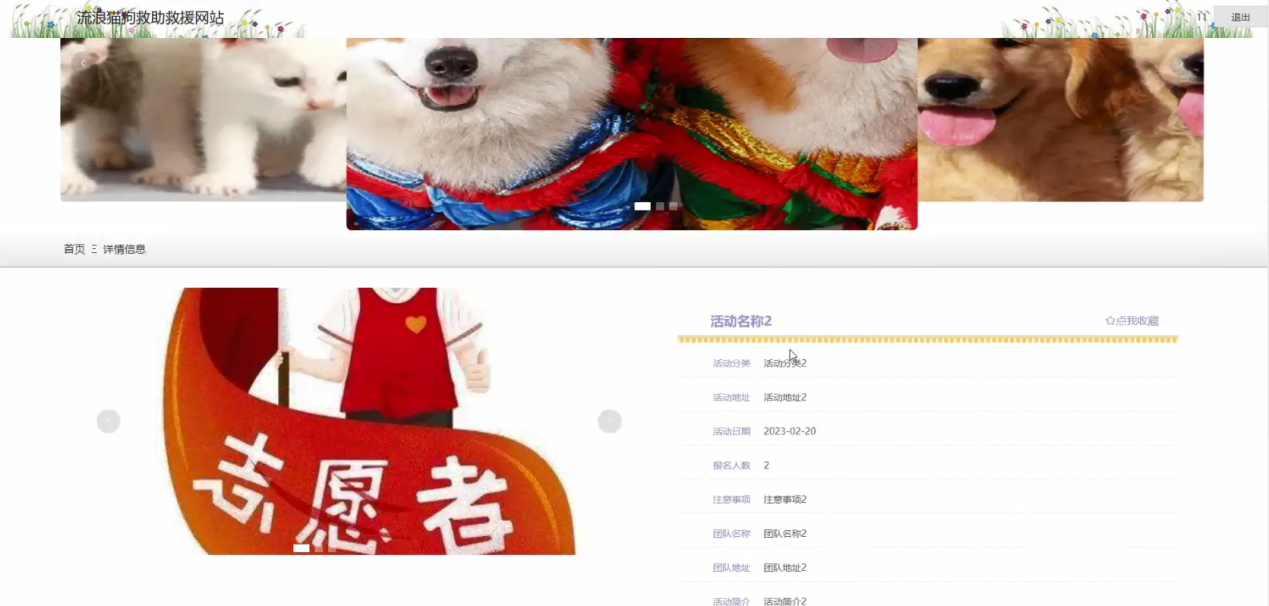 流浪猫狗救助救援网站
11
退出
首页 Ξ 详情信息
志愿者
活动名称2
☆点我收藏
活动分类 活动分类2
活动地址 活动地址2
活动日期 2023-02-20
报名人数 2
注意事项 注意事项2
团队名称 团队名称2
团队地址 团队地址2
活动简介 活动简介2